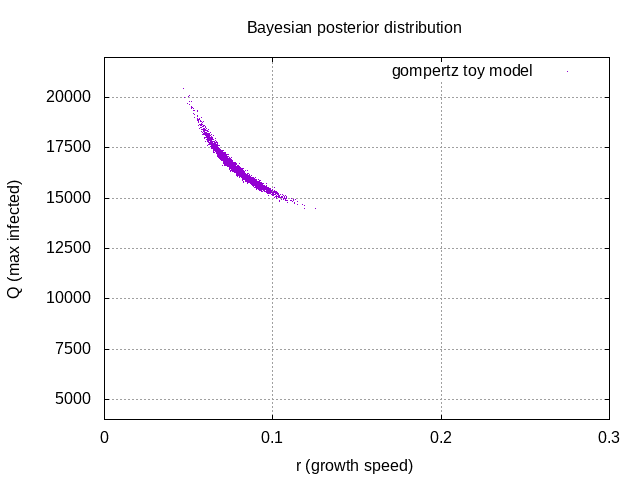 Bayesian posterior distribution
gompertz toy model
20000
17500
15000
12500
10000
7500
5000
Q (max infected)
0
0.1
0.2
0.3
r (growth speed)